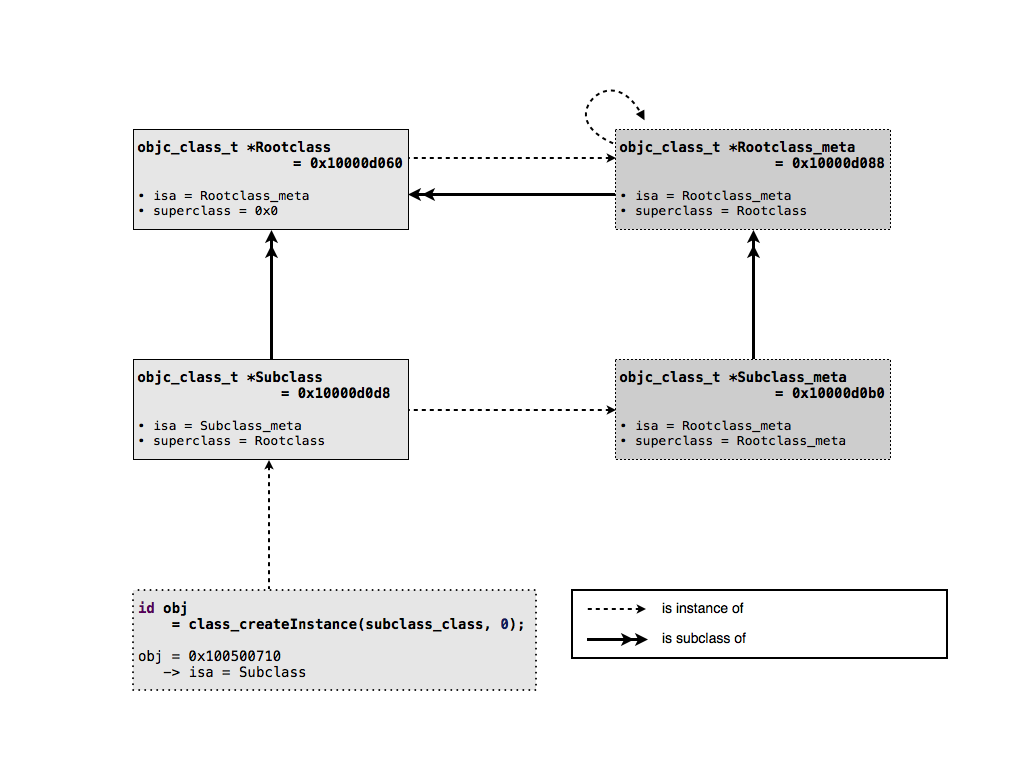 objc_class_t *Rootclass
= 0x10000d060
• isa = Rootclass_meta
• superclass = 0x0
objc_class_t *Rootclass_meta
= 0x10000d088
• isa = Rootclass_meta
• superclass = Rootclass
objc_class_t *Subclass
= 0x10000d0d8
• isa = Subclass_meta
• superclass = Rootclass
objc_class_t *Subclass_meta
= 0x10000d0b0
• isa = Rootclass_meta
• superclass = Rootclass_meta
id obj
= class_createInstance(subclass_class, 0);
obj = 0x100500710
—> isa = Subclass
is instance of
is subclass of